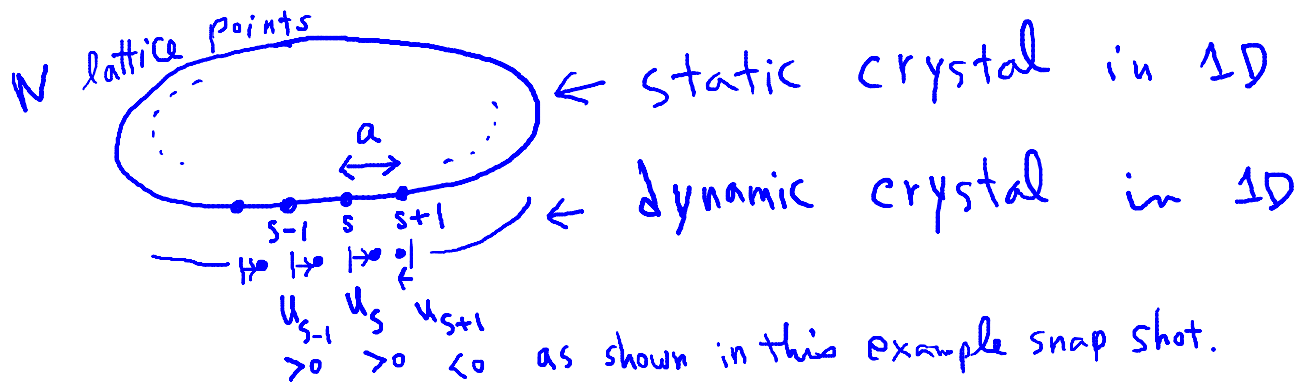 N lattice points
← static crystal in 1D
a
← dynamic crystal in 1D
s-1 s s+1
u_{s-1} u_s u_{s+1}
>0 >0 <0 as shown in this example snap shot.